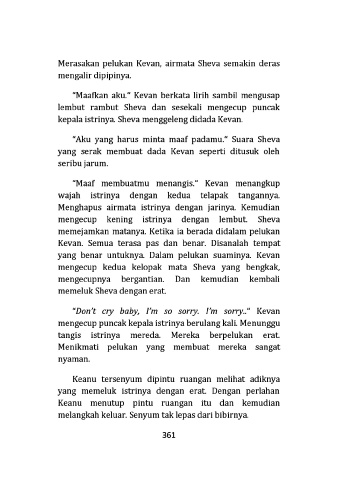 Merasakan pelukan Kevan, airmata Sheva semakin deras
mengalir dipipinya.
"Maafkan aku." Kevan berkata lirih sambil mengusap
lembut rambut Sheva dan sesekali mengecup puncak
kepala istrinya. Sheva menggeleng didada Kevan.
"Aku yang harus minta maaf padamu." Suara Sheva
yang serak membuat dada Kevan seperti ditusuk oleh
seribu jarum.
"Maaf membuatmu menangis." Kevan menangkup
wajah istrinya dengan kedua telapak tangannya.
Menghapus airmata istrinya dengan jarinya. Kemudian
mengecup kening istrinya dengan lembut. Sheva
memejamkan matanya. Ketika ia berada didalam pelukan
Kevan. Semua terasa pas dan benar. Disanalah tempat
yang benar untuknya. Dalam pelukan suaminya. Kevan
mengecup kedua kelopak mata Sheva yang bengkak,
mengecupnya bergantian. Dan kemudian kembali
memeluk Sheva dengan erat.
"Don't cry baby, I'm so sorry. I'm sorry.." Kevan
mengecup puncak kepala istrinya berulang kali. Menunggu
tangis istrinya mereda. Mereka berpelukan erat.
Menikmati pelukan yang membuat mereka sangat
nyaman.
Keanu tersenyum dipintu ruangan melihat adiknya
yang memeluk istrinya dengan erat. Dengan perlahan
Keanu menutup pintu ruangan itu dan kemudian
melangkah keluar. Senyum tak lepas dari bibirnya.
361